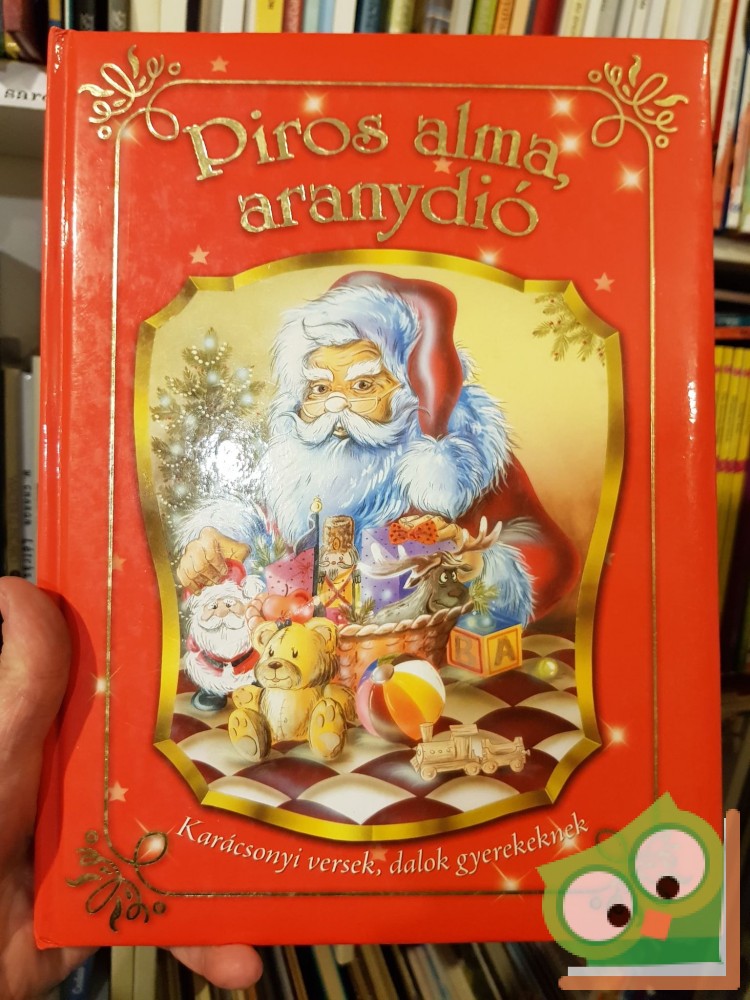 Piros alma,
aranydió
B A
Karácsonyi versek, dalok gyerekeknek